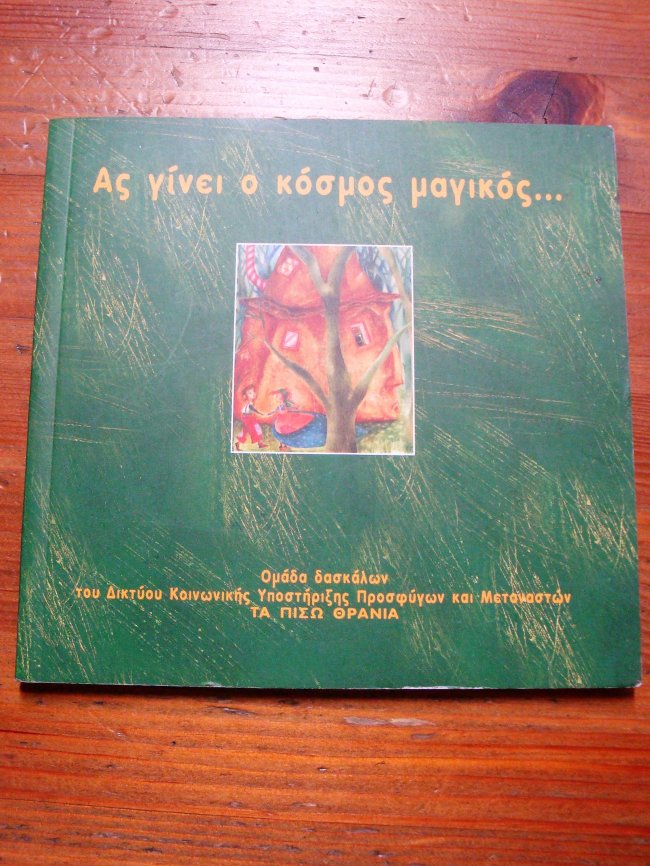 Ας γίνει ο κόσμος μαγικός...
Ομάδα δασκάλων
του Δικτύου Κοινωνικής Υποστήριξης Προσφύγων και Μεταναστών
ΤΑ ΠΙΣΩ ΘΡΑΝΙΑ